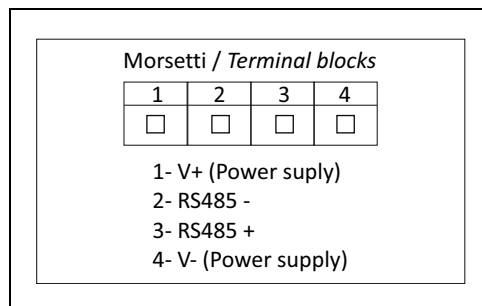 Morsetti / Terminal blocks
1 2 3 4
1- V+ (Power suply)
2- RS485 -
3- RS485 +
4- V- (Power supply)